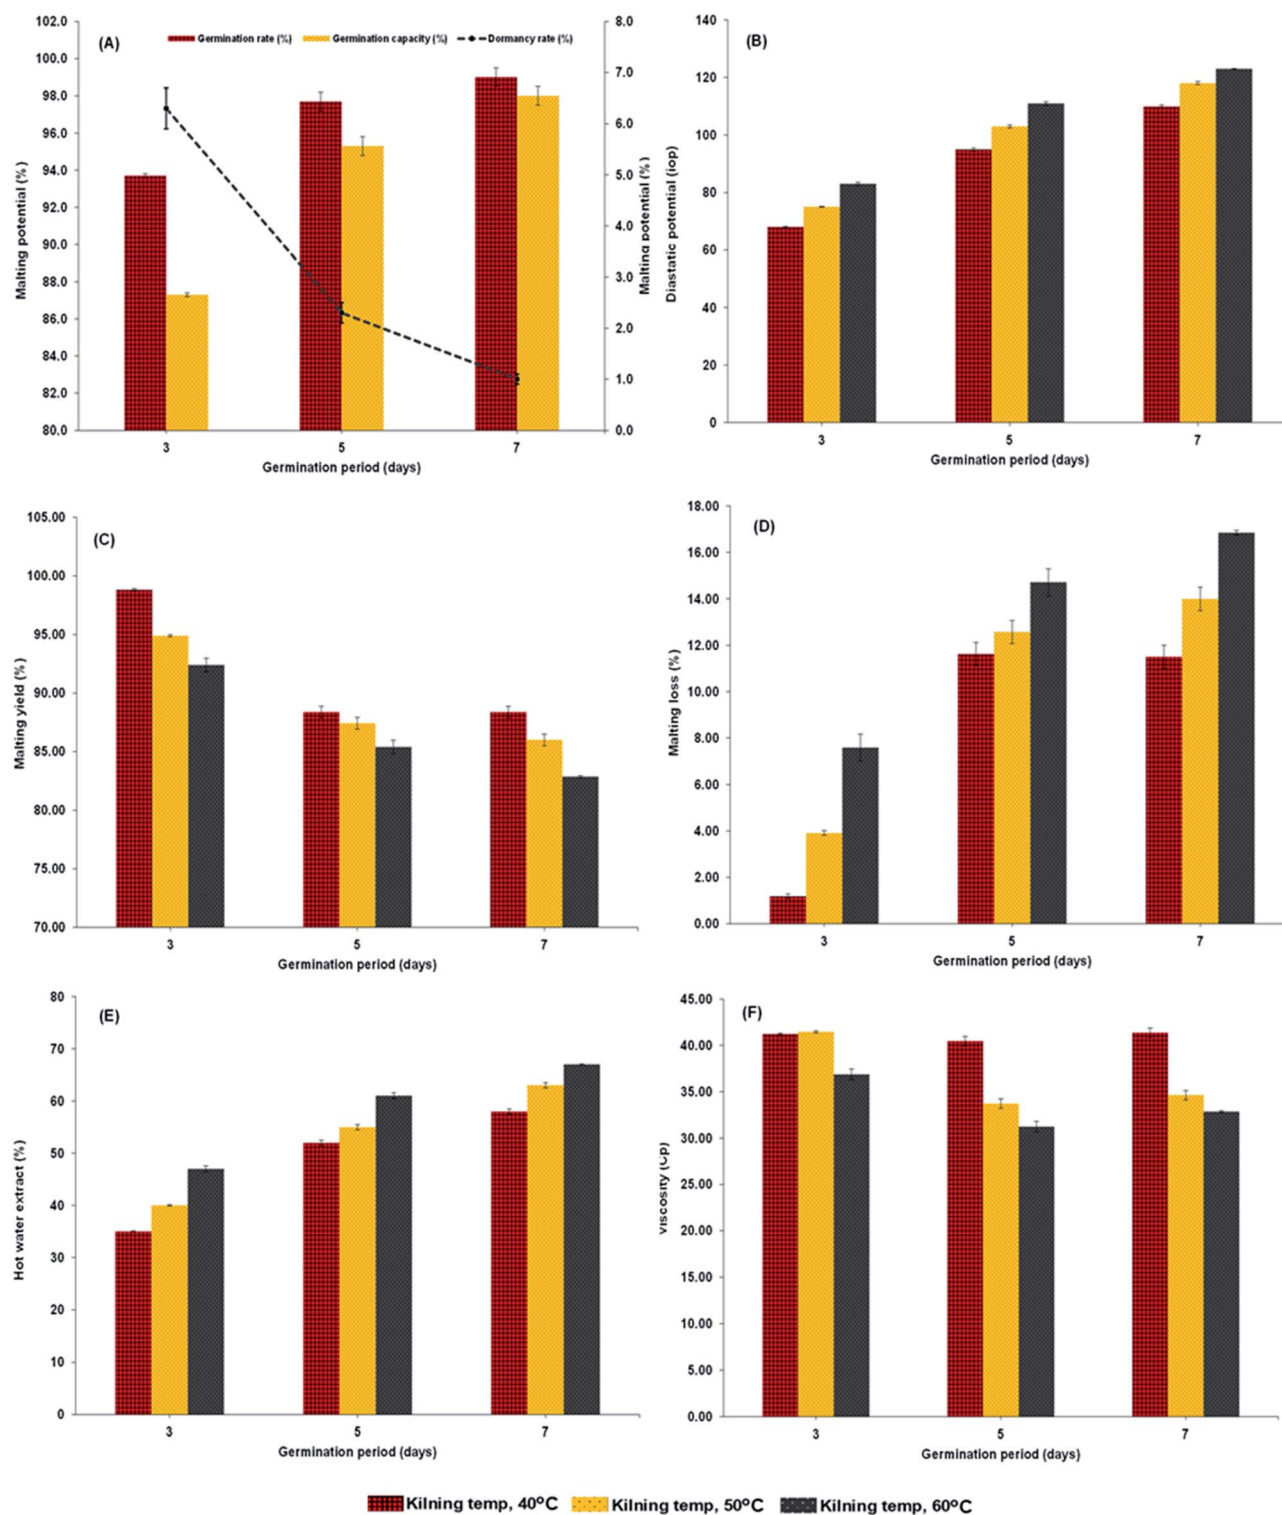 (A)
Germination rate (%) Germination capacity (%) Dormancy rate (%)
102.0
100.0
98.0
96.0
94.0
92.0
90.0
88.0
86.0
84.0
82.0
80.0
8.0
7.0
6.0
5.0
4.0
3.0
2.0
1.0
0.0
Malting potential (%)
Malting potential (%)
3 5 7
Germination period (days)
(B)
140
120
100
80
60
40
20
0
Diastatic potential (iop)
3 5 7
Germination period (days)
(C)
105.00
100.00
95.00
90.00
85.00
80.00
75.00
70.00
Malting yield (%)
3 5 7
Germination period (days)
(D)
18.00
16.00
14.00
12.00
10.00
8.00
6.00
4.00
2.00
0.00
Malting loss (%)
3 5 7
Germination period (days)
(E)
80
70
60
50
40
30
20
10
0
Hot water extract (%)
3 5 7
Germination period (days)
(F)
45.00
40.00
35.00
30.00
25.00
20.00
15.00
10.00
5.00
0.00
viscosity (Cp)
3 5 7
Germination period (days)
Kilning temp, 40°C Kilning temp, 50°C Kilning temp, 60°C